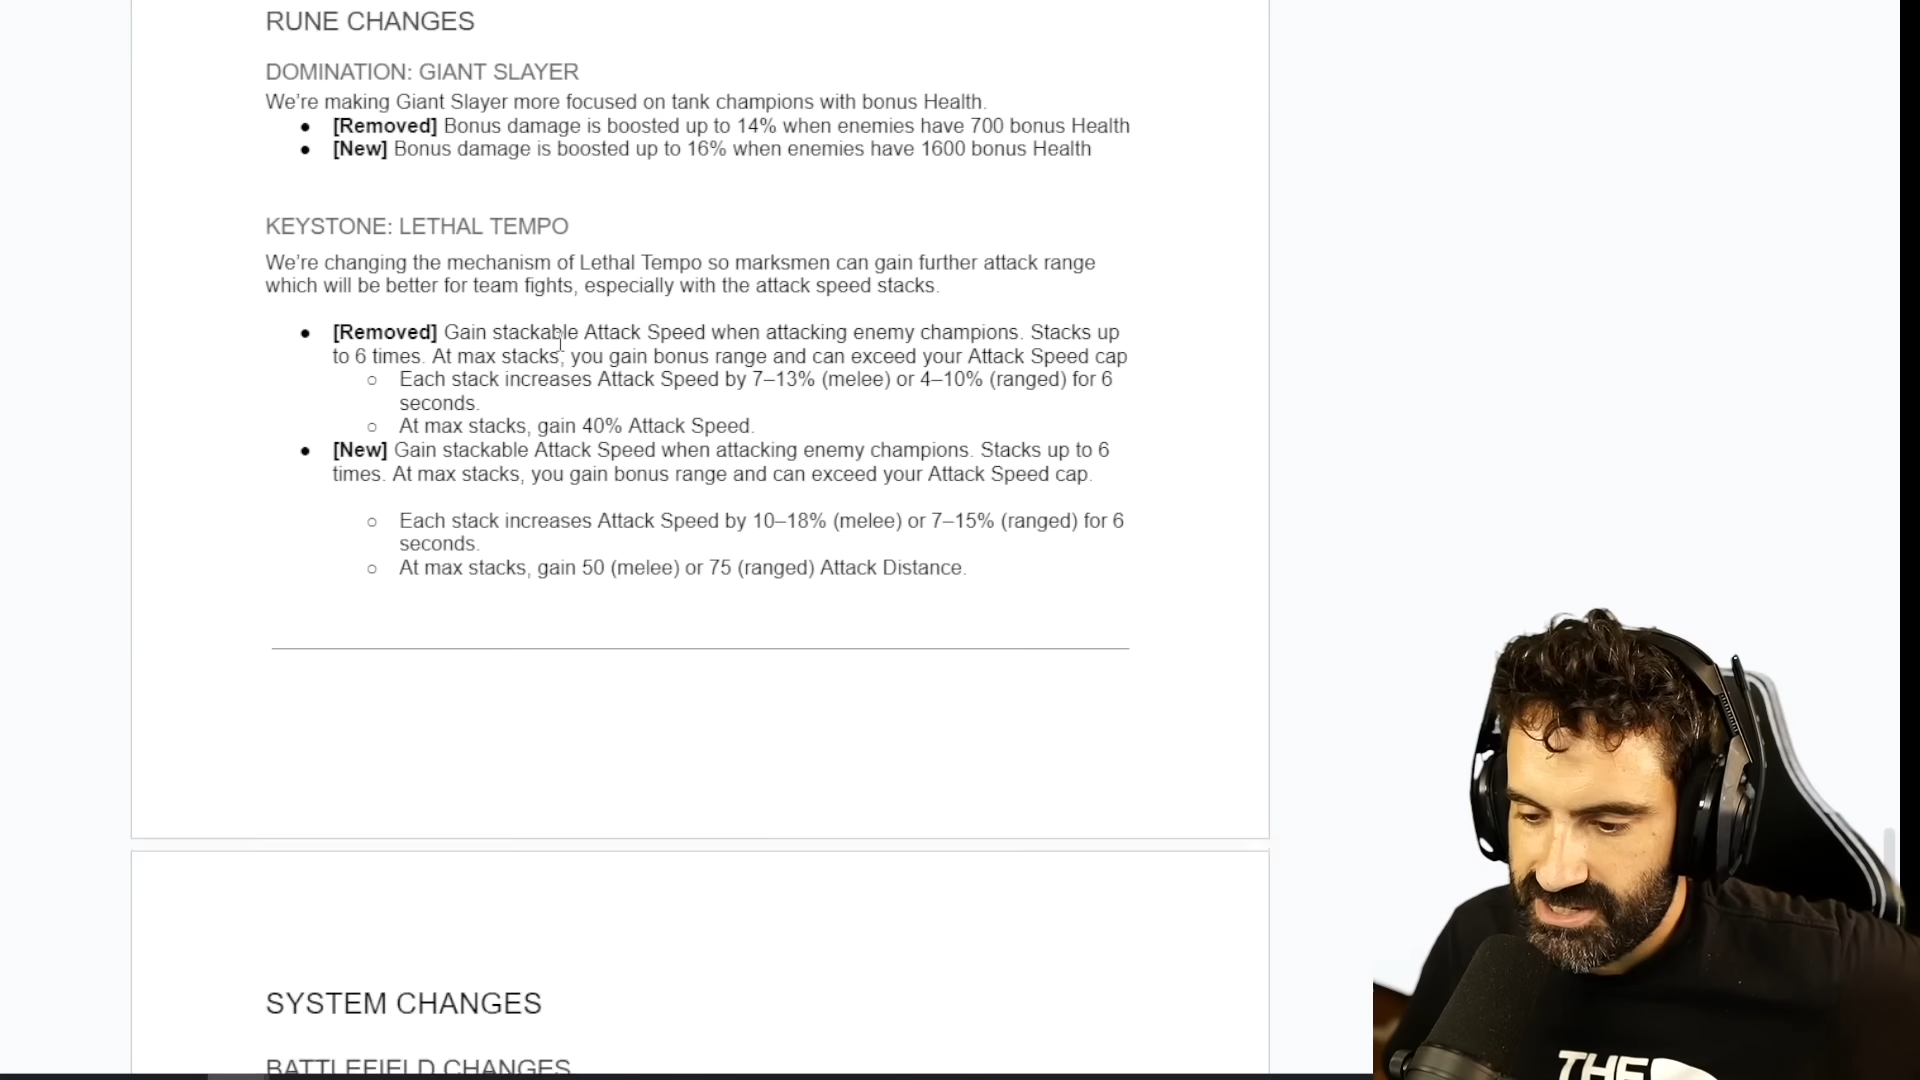 RUNE CHANGES
DOMINATION: GIANT SLAYER
We're making Giant Slayer more focused on tank champions with bonus Health.
● [Removed] Bonus damage is boosted up to 14% when enemies have 700 bonus Health
● [New] Bonus damage is boosted up to 16% when enemies have 1600 bonus Health
KEYSTONE: LETHAL TEMPO
We're changing the mechanism of Lethal Tempo so marksmen can gain further attack range
which will be better for team fights, especially with the attack speed stacks.
● [Removed] Gain stackable Attack Speed when attacking enemy champions. Stacks up
to 6 times. At max stacks, you gain bonus range and can exceed your Attack Speed cap
○ Each stack increases Attack Speed by 7–13% (melee) or 4–10% (ranged) for 6
seconds.
○ At max stacks, gain 40% Attack Speed.
● [New] Gain stackable Attack Speed when attacking enemy champions. Stacks up to 6
times. At max stacks, you gain bonus range and can exceed your Attack Speed cap.
○ Each stack increases Attack Speed by 10–18% (melee) or 7–15% (ranged) for 6
seconds.
○ At max stacks, gain 50 (melee) or 75 (ranged) Attack Distance.
SYSTEM CHANGES
BATTLEFIELD CHANGES
THE